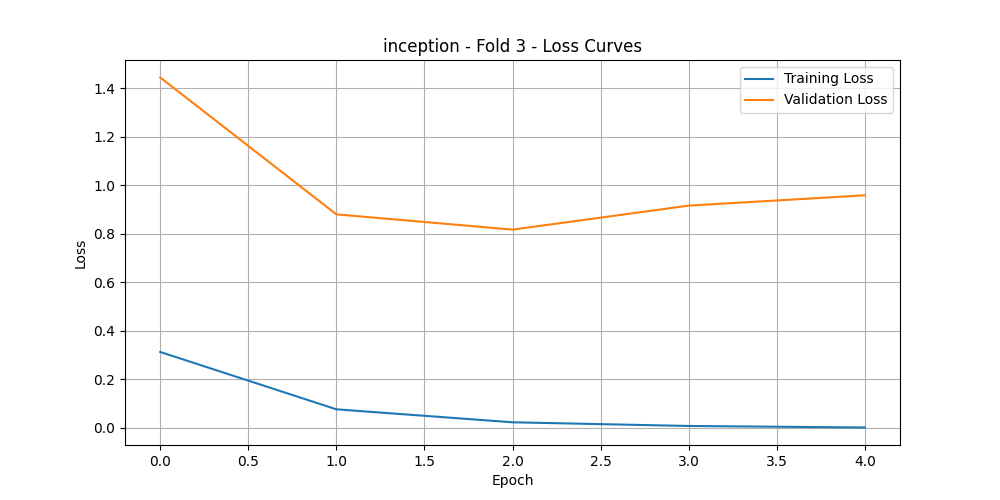 inception - Fold 3 - Loss Curves
Training Loss
Validation Loss
1.4
1.2
1.0
0.8
0.6
0.4
0.2
0.0
Loss
0.0 0.5 1.0 1.5 2.0 2.5 3.0 3.5 4.0
Epoch